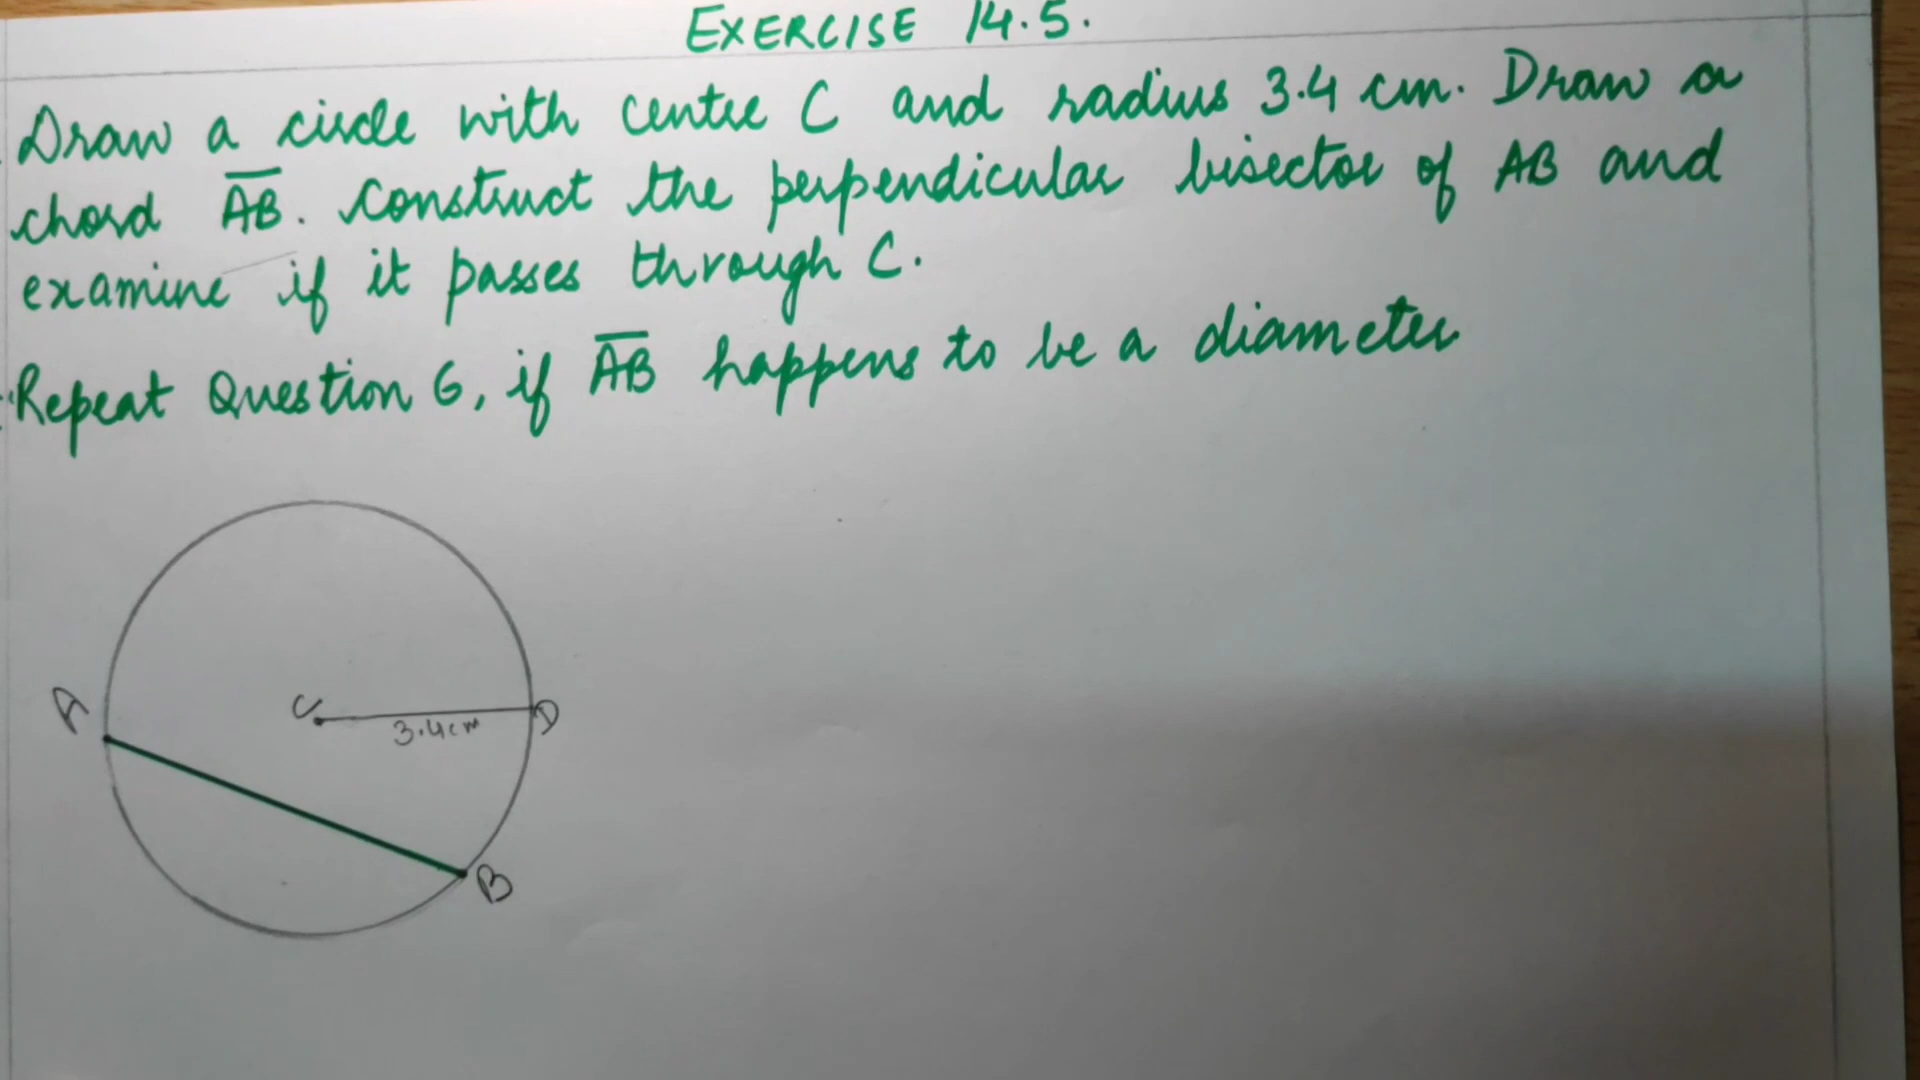 EXERCISE 14.5.
Draw a circle with centre C and radius 3.4 cm. Draw a
chord AB. Construct the perpendicular bisector of AB and
examine if it passes through C.
Repeat Question 6, if AB happens to be a diameter
A
C
3.4cm
D
B